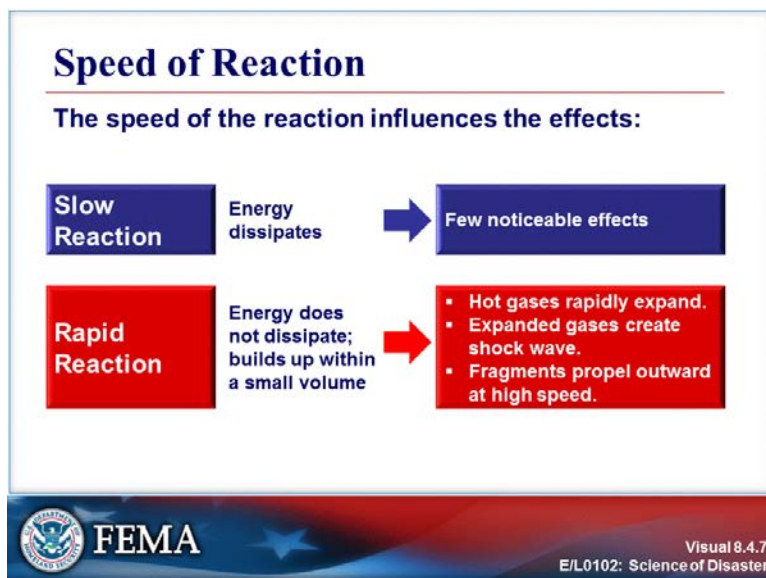 Speed of Reaction
The speed of the reaction influences the effects:
Slow
Reaction
Energy
dissipates
Few noticeable effects
Rapid
Reaction
Energy does
not dissipate;
builds up within
a small volume
▪ Hot gases rapidly expand.
▪ Expanded gases create
shock wave.
▪ Fragments propel outward
at high speed.
FEMA
Visual 8.4.7
E/L0102: Science of Disaster